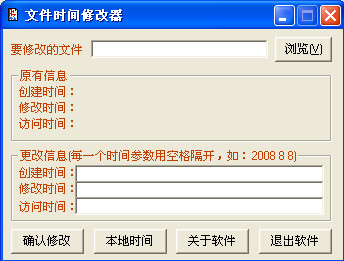 文件时间修改器
要修改的文件 浏览(V)
原有信息
创建时间：
修改时间：
访问时间：
更改信息(每一个时间参数用空格隔开，如：2008 8 8)
创建时间：
修改时间：
访问时间：
确认修改 本地时间 关于软件 退出软件